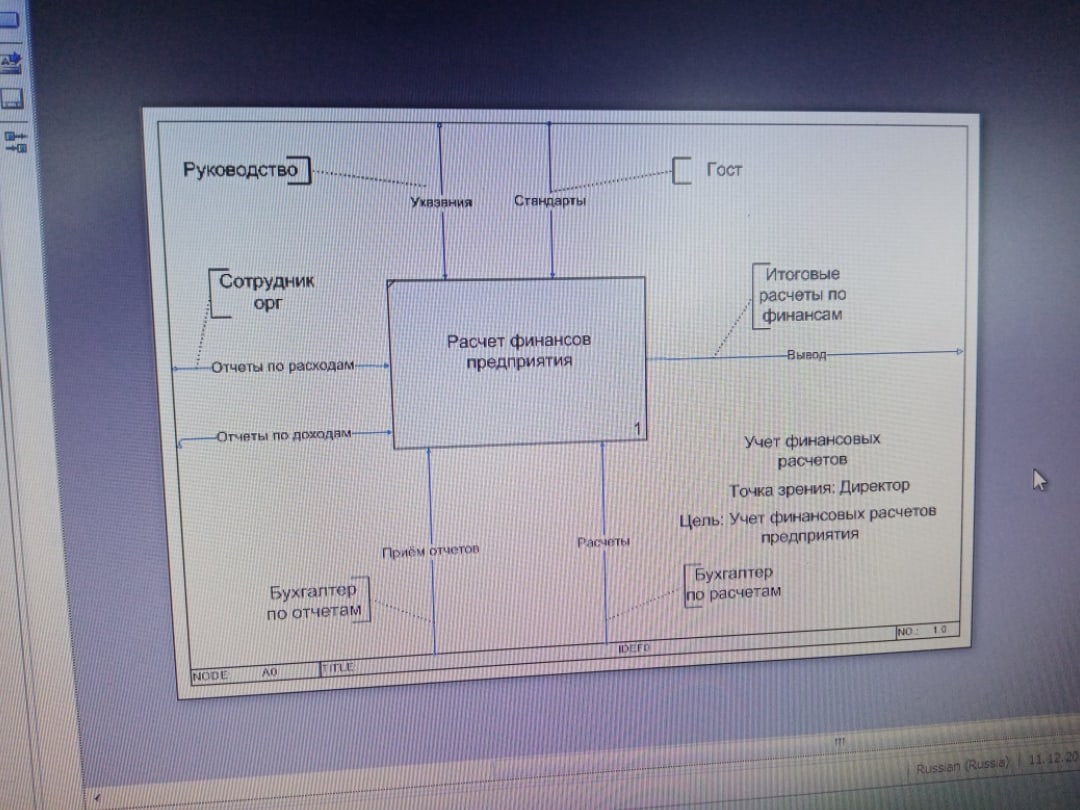 Руководство
Гост
Указания
Стандарты
Сотрудник
орг
Итоговые
расчеты по
финансам
Расчет финансов
предприятия
Отчеты по расходам
Вывод
Отчеты по доходам
1
Учет финансовых
расчетов
Точка зрения: Директор
Цель: Учет финансовых расчетов
предприятия
Приём отчетов
Расчеты
Бухгалтер
по отчетам
Бухгалтер
по расчетам
NODE: A0
TITLE:
IDEF0
NO.: 1.0
Russian (Russia)
11.12.20